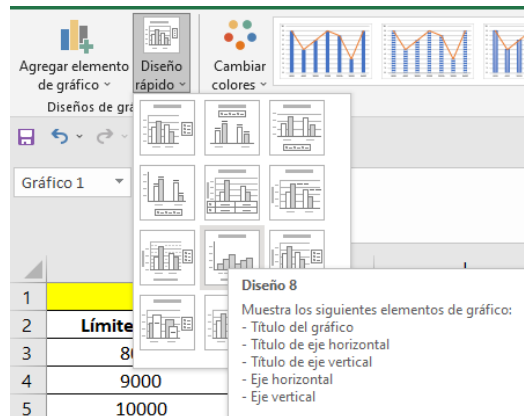 Agregar elemento
de gráfico
Diseño
rápido
Cambiar
colores
Diseños de grá
Gráfico 1
1
2
Límite
3
80
4
9000
5
10000
Diseño 8
Muestra los siguientes elementos de gráfico:
- Título del gráfico
- Título de eje horizontal
- Título de eje vertical
- Eje horizontal
- Eje vertical